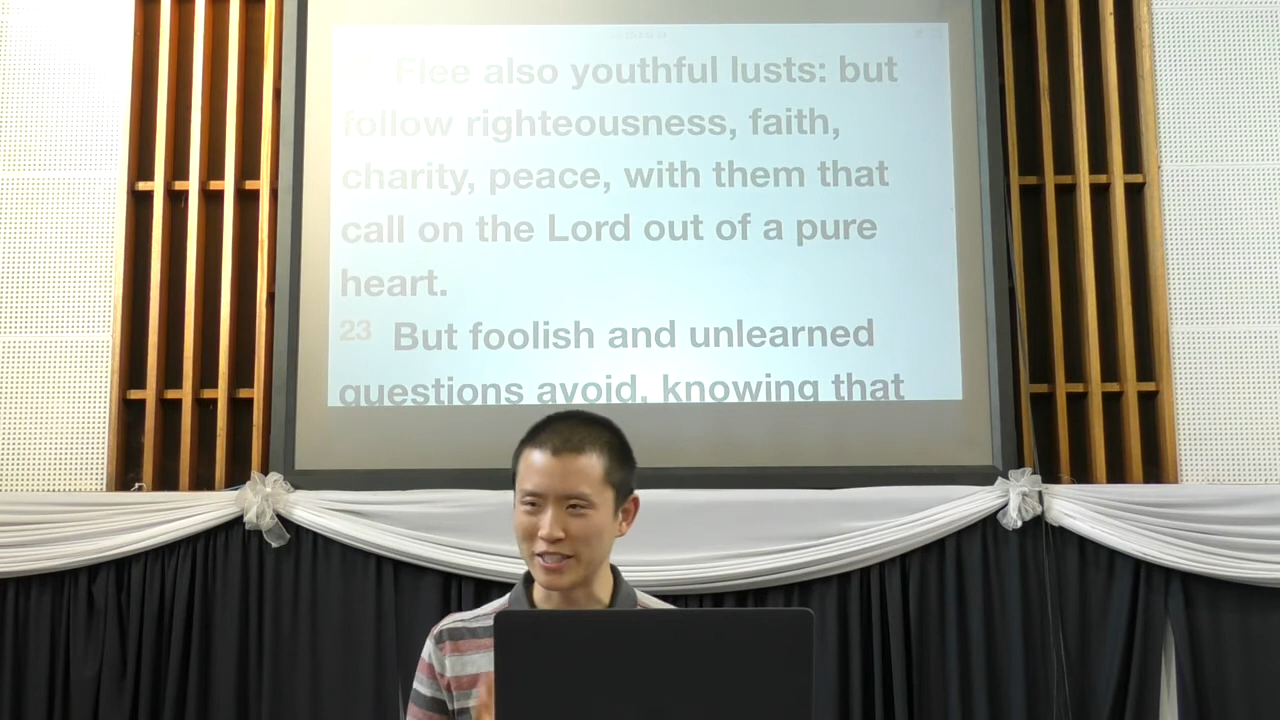 Flee also youthful lusts: but
follow righteousness, faith,
charity, peace, with them that
call on the Lord out of a pure
heart.
23 But foolish and unlearned
questions avoid, knowing that